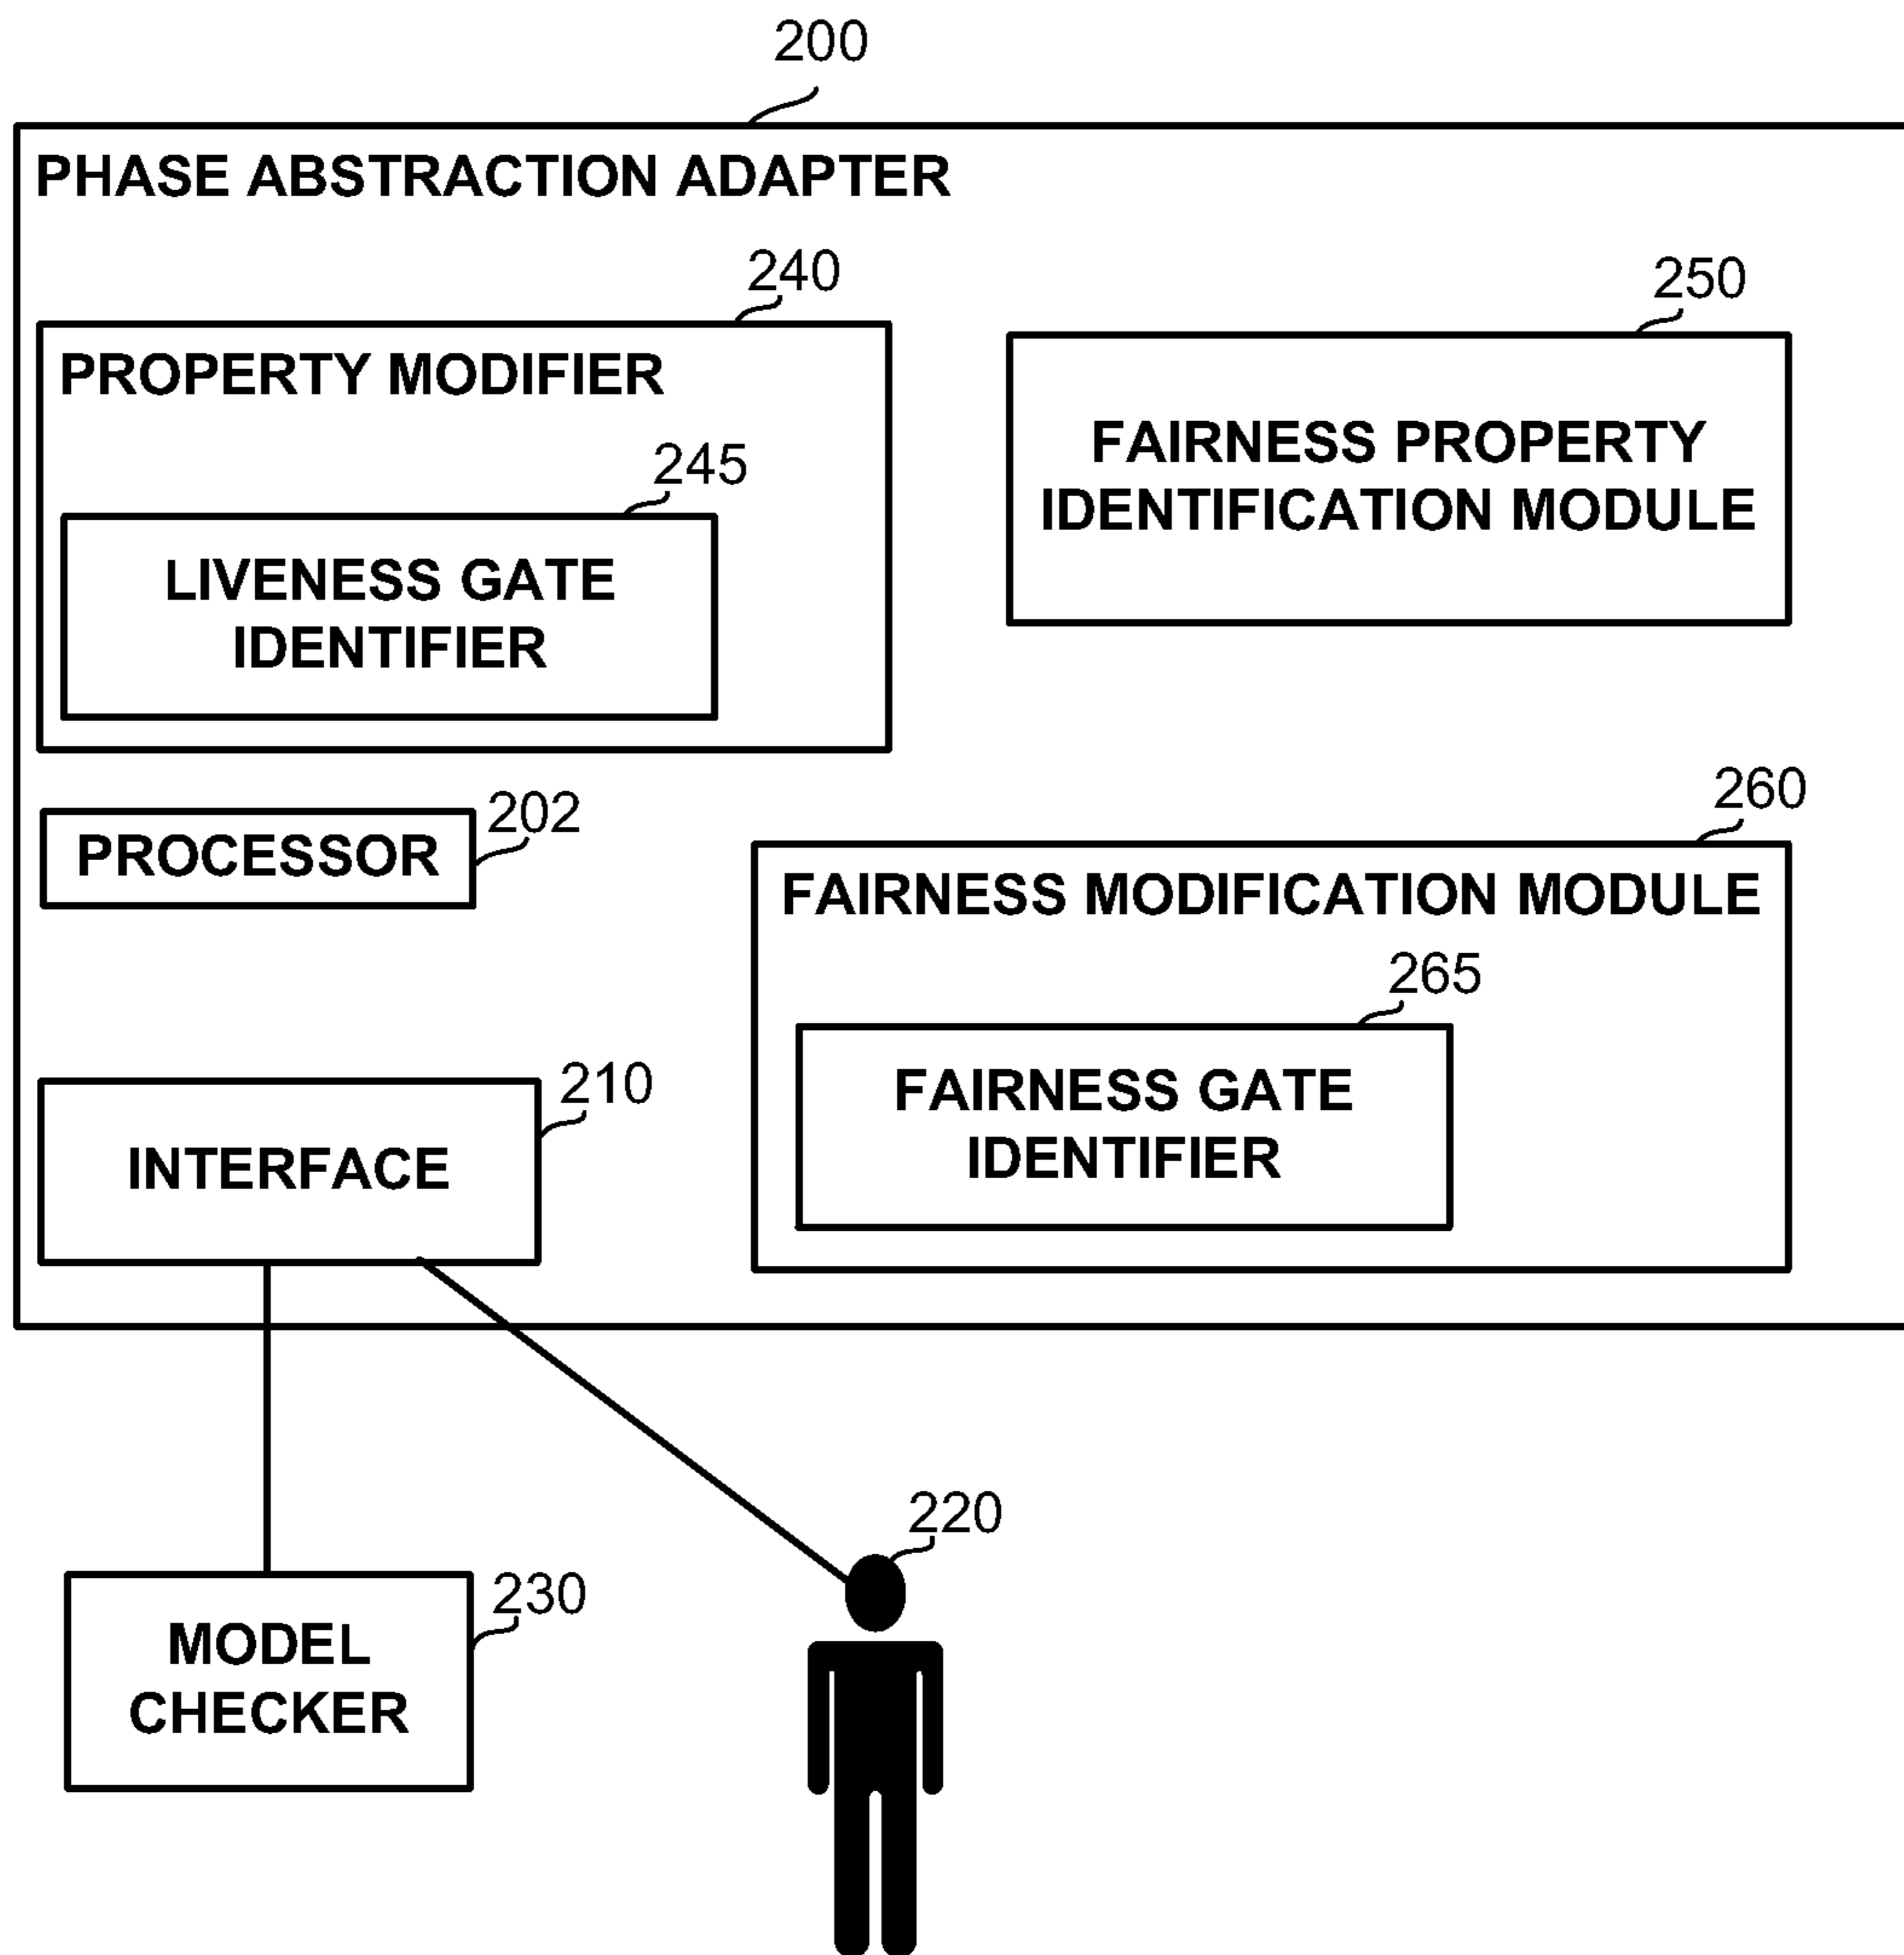 200
PHASE ABSTRACTION ADAPTER
240
250
PROPERTY MODIFIER
FAIRNESS PROPERTY
IDENTIFICATION MODULE
245
LIVENESS GATE
IDENTIFIER
202
PROCESSOR
260
FAIRNESS MODIFICATION MODULE
265
FAIRNESS GATE
IDENTIFIER
210
INTERFACE
220
230
MODEL
CHECKER